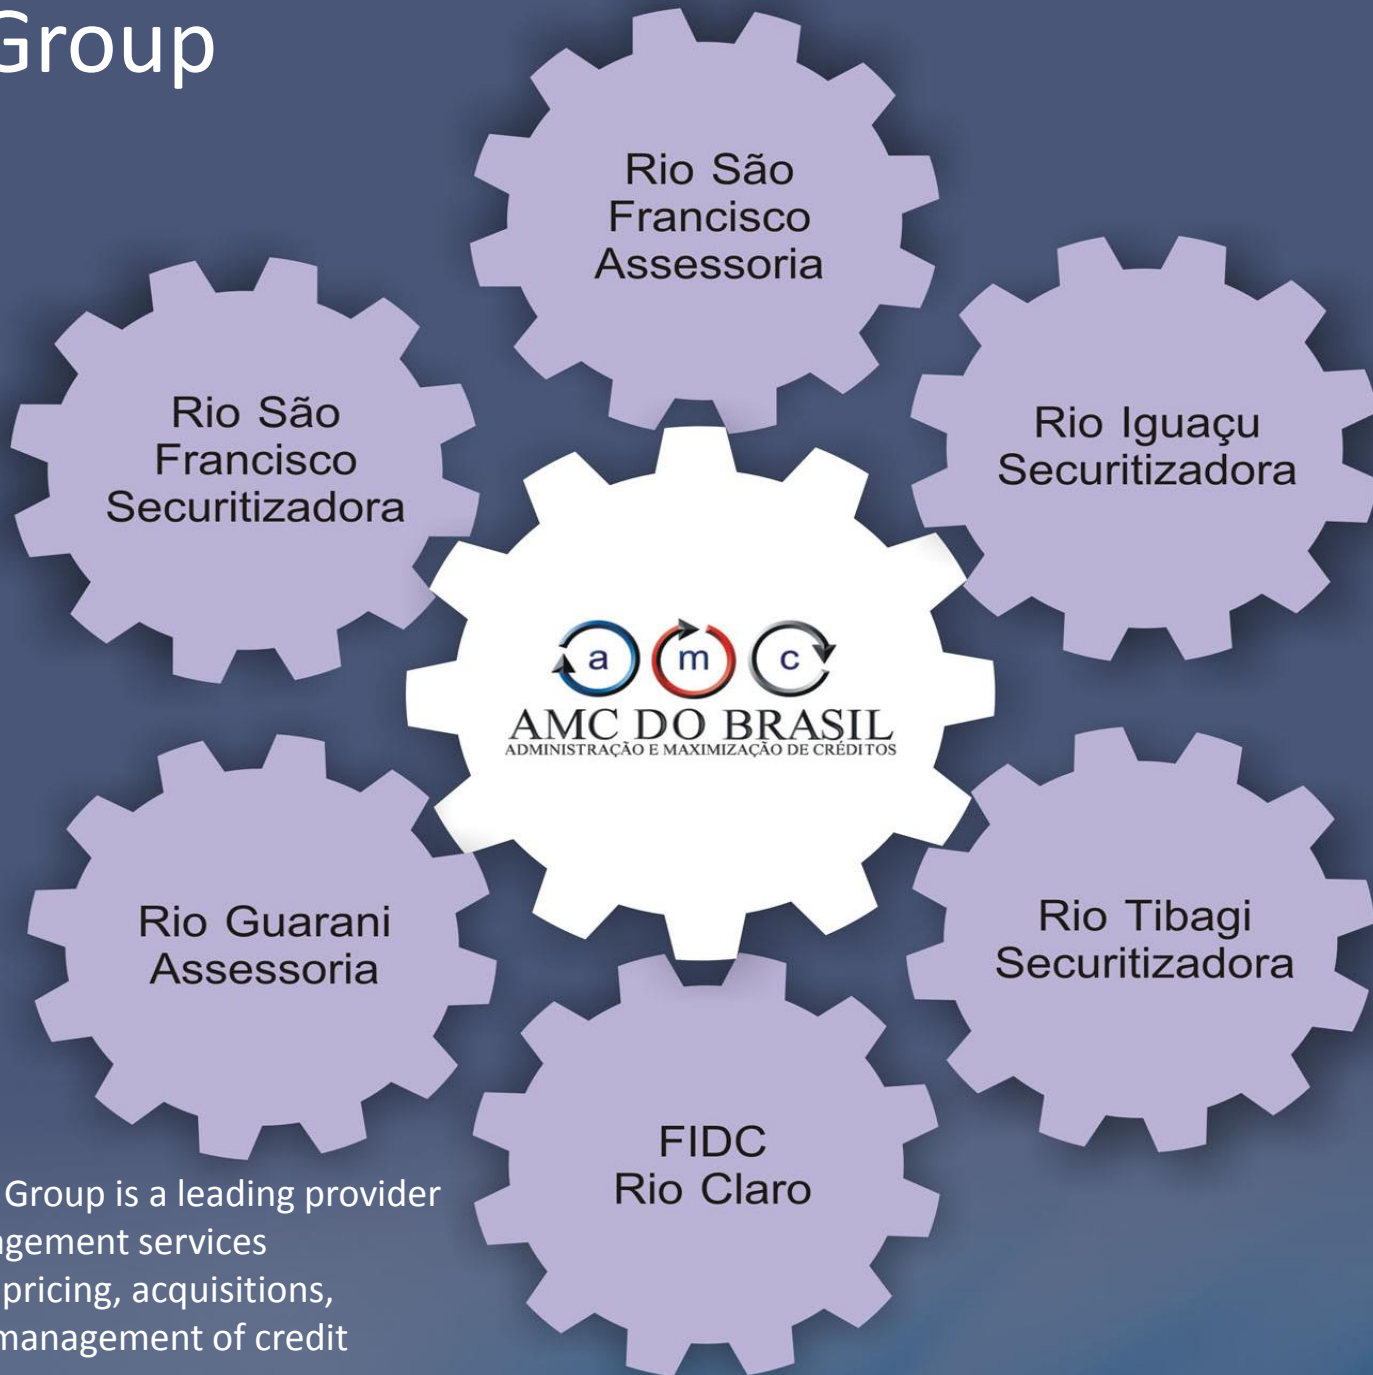 Group
Rio São
Francisco
Assessoria
Rio São
Francisco
Securitizadora
Rio Iguaçu
Securitizadora
a m c
AMC DO BRASIL
ADMINISTRAÇÃO E MAXIMIZAÇÃO DE CRÉDITOS
Rio Guarani
Assessoria
Rio Tibagi
Securitizadora
FIDC
Rio Claro
Group is a leading provider
services
pricing, acquisitions,
management of credit